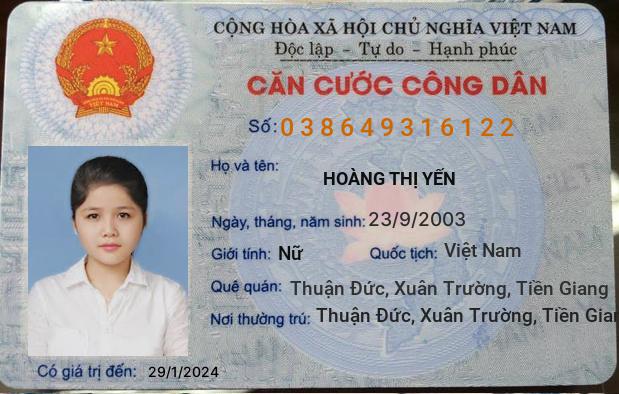 CỘNG HÒA XÃ HỘI CHỦ NGHĨA VIỆT NAM
Độc lập - Tự do - Hạnh phúc
CĂN CƯỚC CÔNG DÂN
Số: 038649316122
Họ và tên:
HOÀNG THỊ YẾN
Ngày, tháng, năm sinh: 23/9/2003
Giới tính: Nữ Quốc tịch: Việt Nam
Quê quán: Thuận Đức, Xuân Trường, Tiền Giang
Nơi thường trú: Thuận Đức, Xuân Trường, Tiền Gian
Có giá trị đến: 29/1/2024
VIỆT NAM